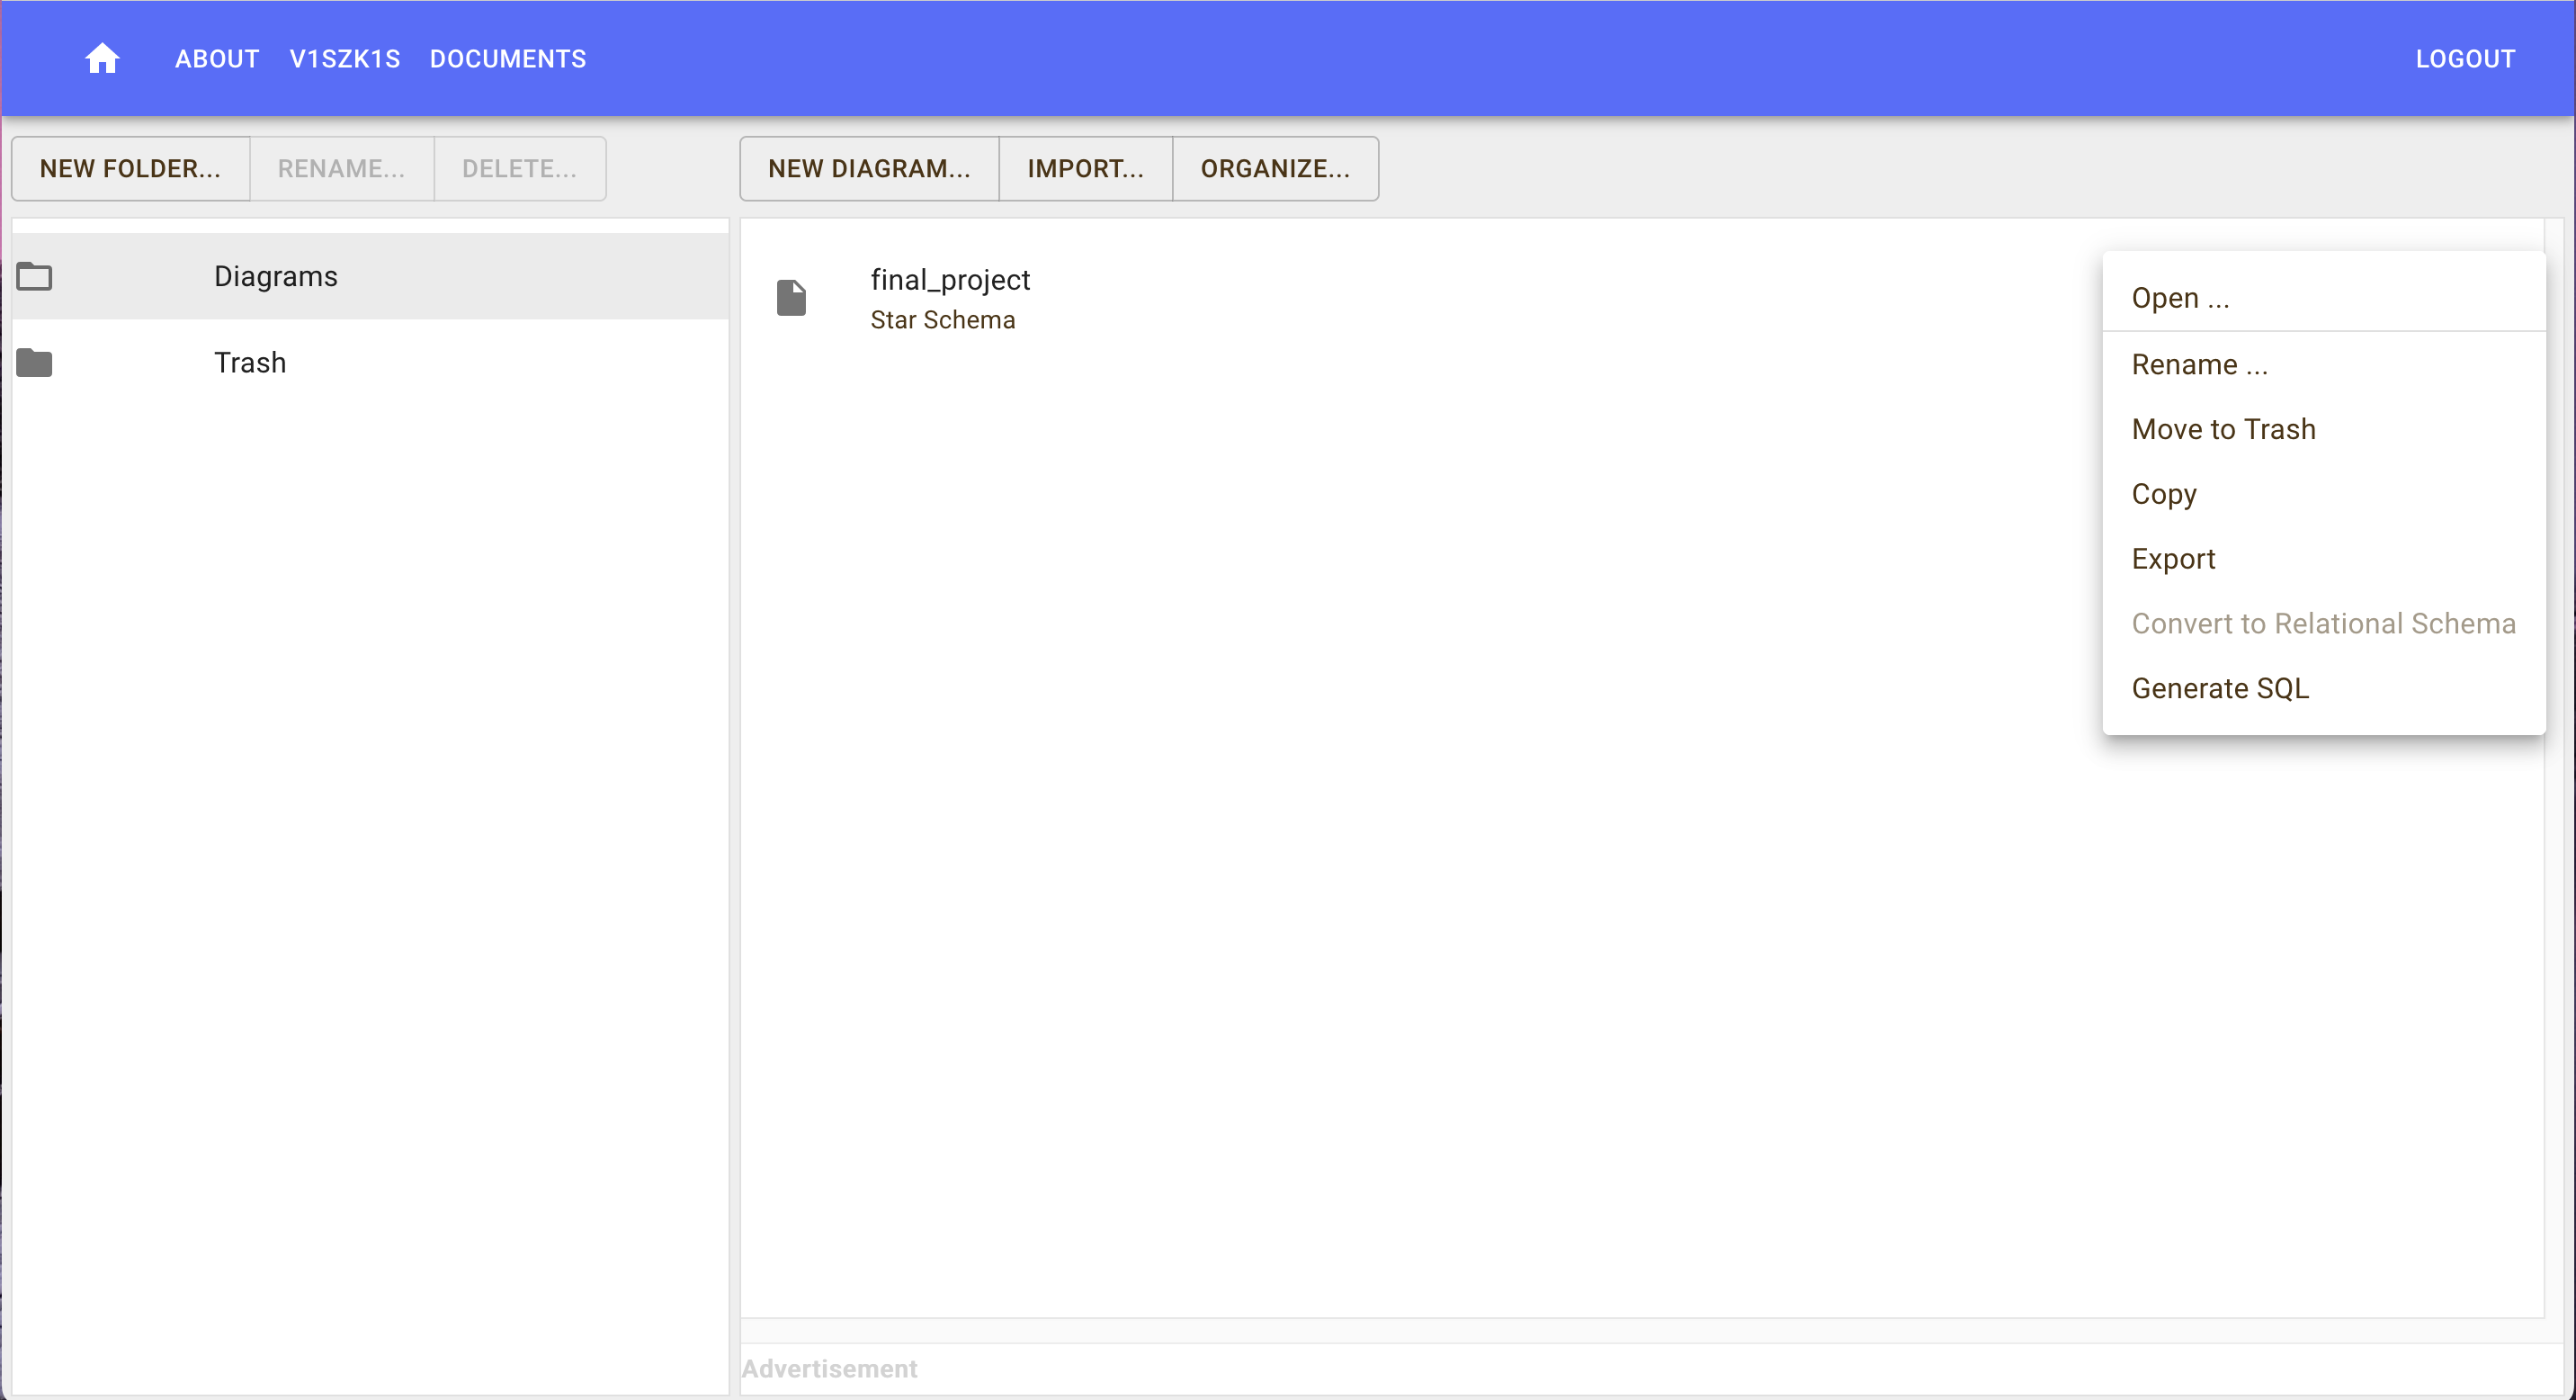 ABOUT V1SZK1S DOCUMENTS LOGOUT
NEW FOLDER... RENAME... DELETE... NEW DIAGRAM... IMPORT... ORGANIZE...
Diagrams
Trash
final_project
Star Schema
Open ...
Rename ...
Move to Trash
Copy
Export
Convert to Relational Schema
Generate SQL
Advertisement